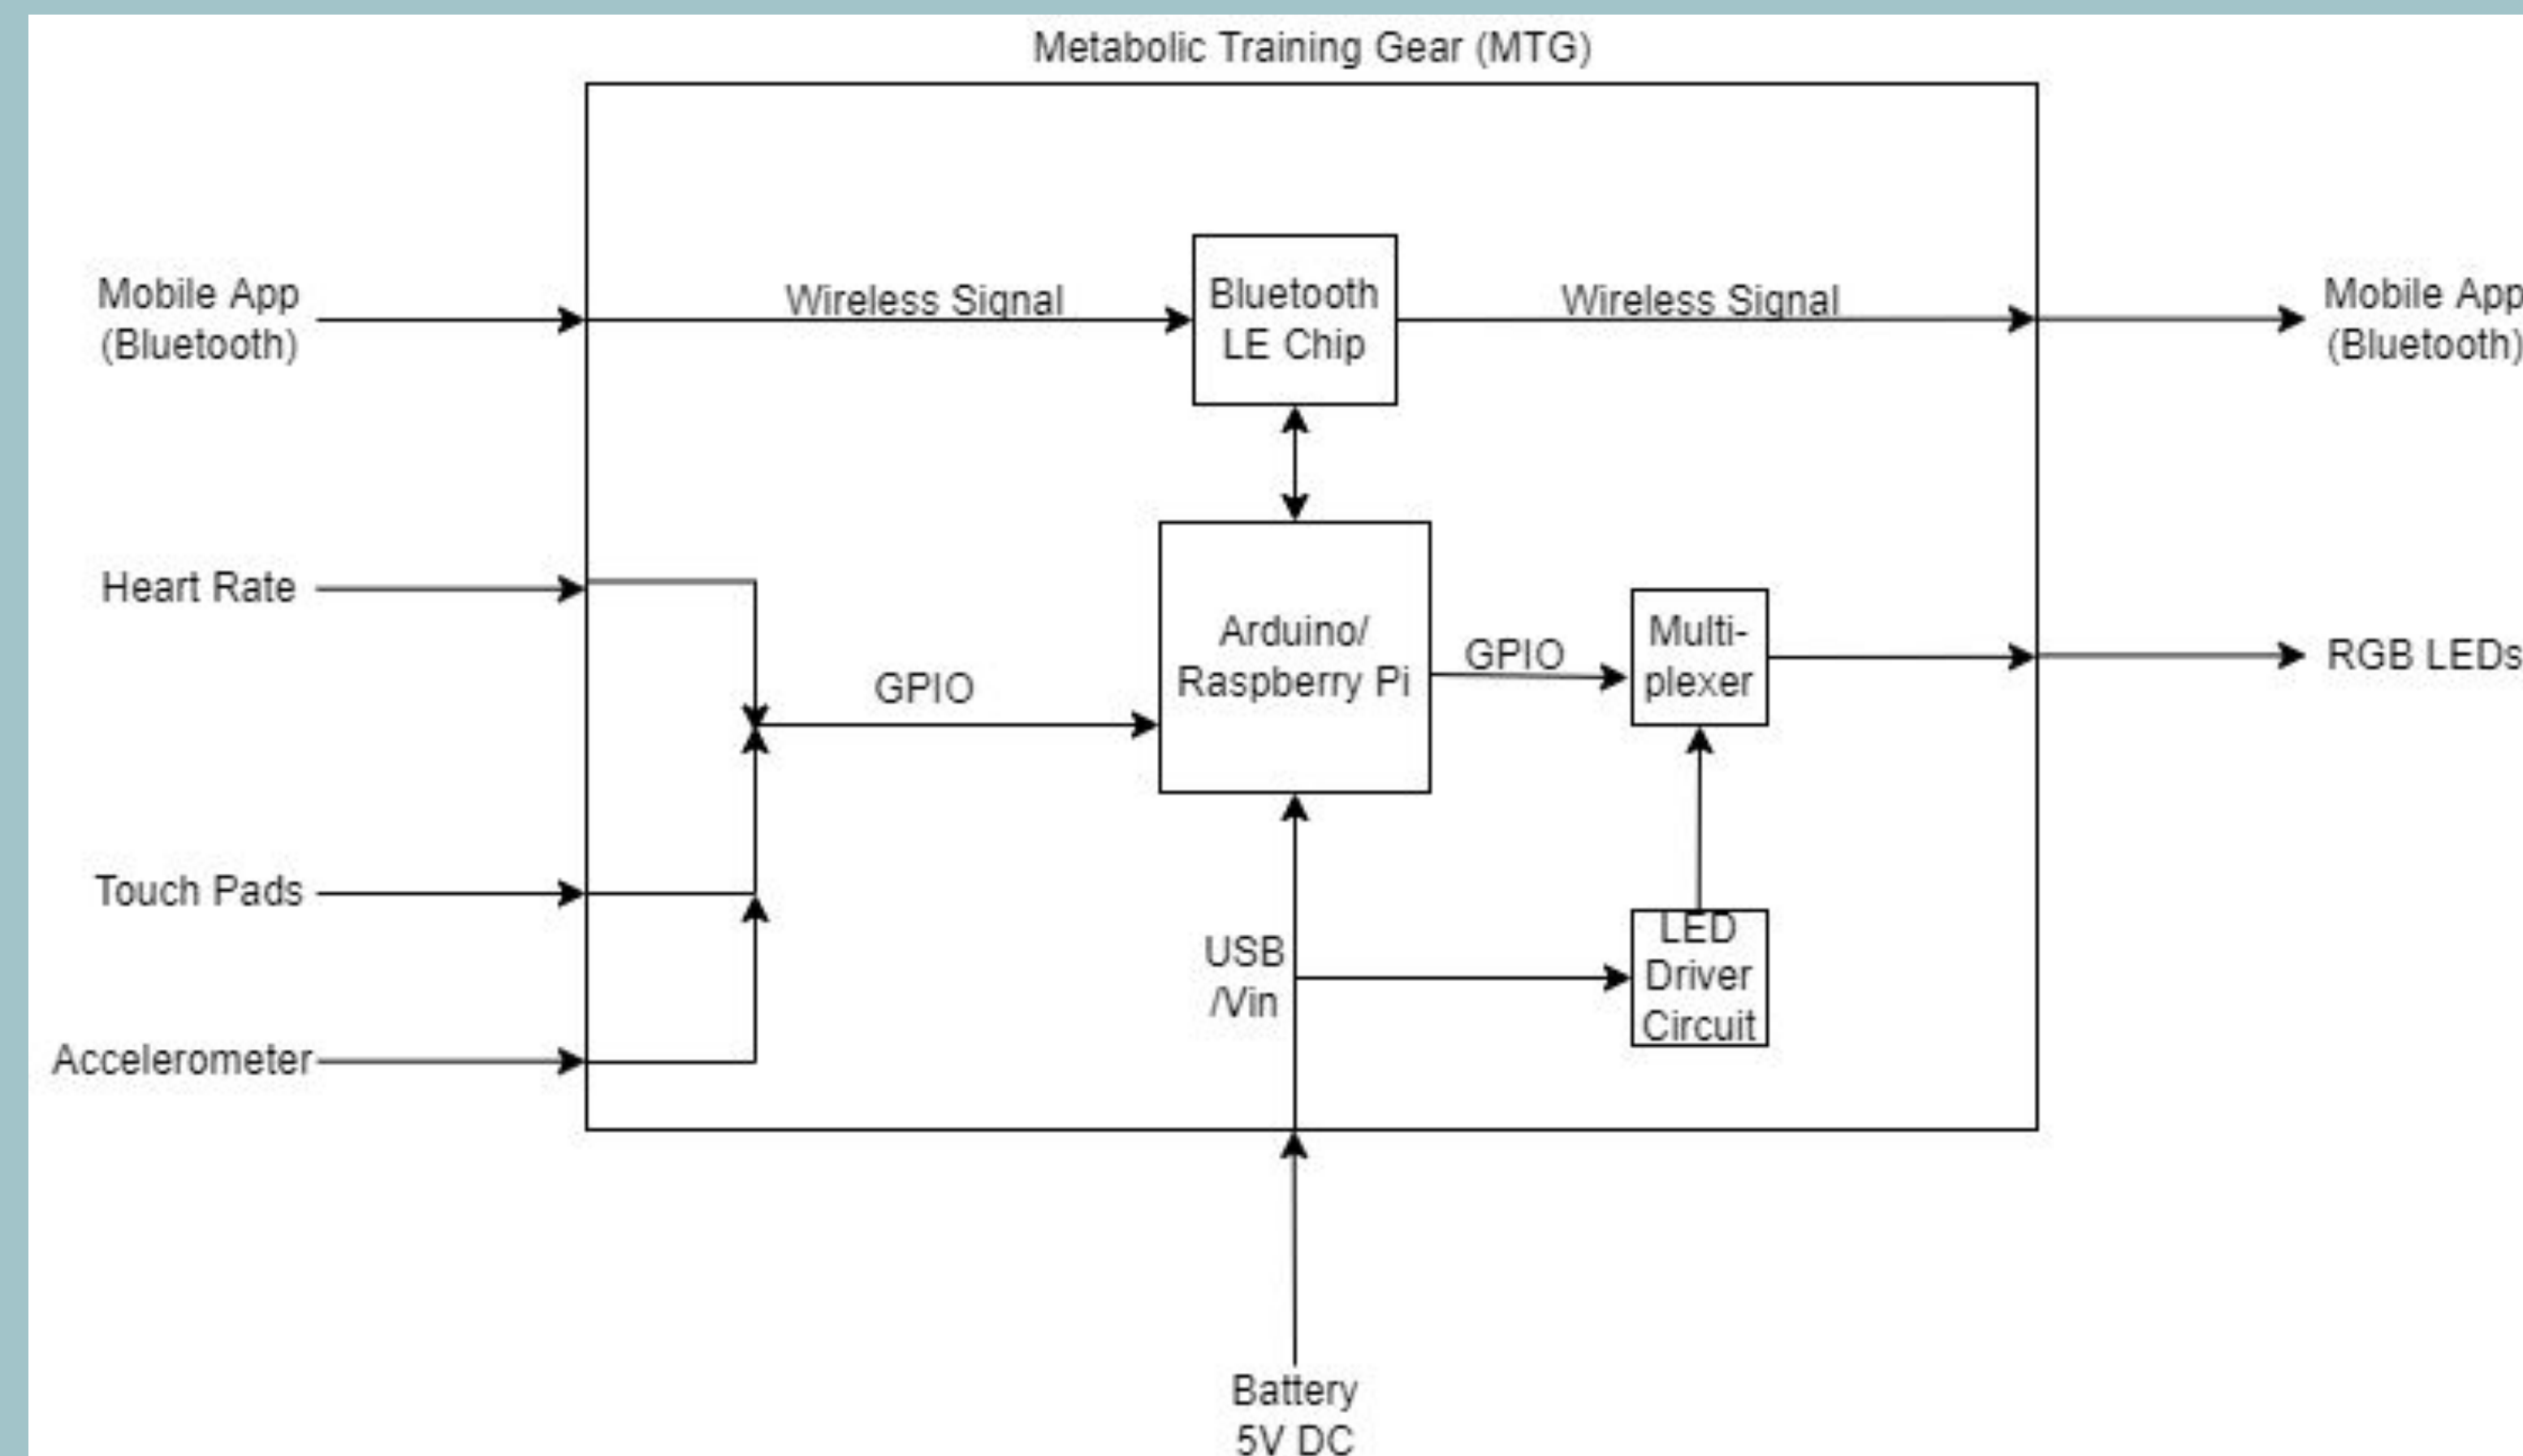 Metabolic Training Gear (MTG)
Mobile App
(Bluetooth)
Wireless Signal
Bluetooth
LE Chip
Wireless Signal
Mobile App
(Bluetooth)
Heart Rate
GPIO
Arduino/
Raspberry Pi
GPIO
Multi-
plexer
RGB LEDs
Touch Pads
USB
/Vin
LED
Driver
Circuit
Accelerometer
Battery
5V DC